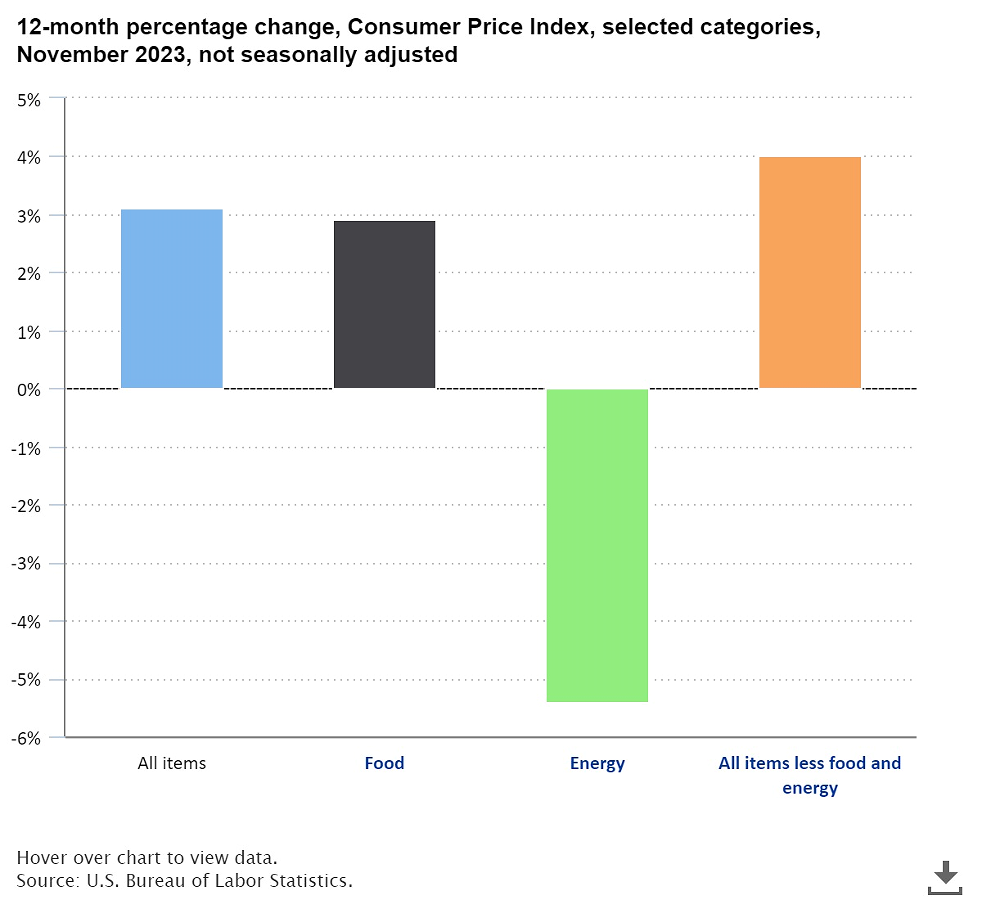 12-month percentage change, Consumer Price Index, selected categories,
November 2023, not seasonally adjusted
5%
4%
3%
2%
1%
0%
-1%
-2%
-3%
-4%
-5%
-6%
All items
Food
Energy
All items less food and
energy
Hover over chart to view data.
Source: U.S. Bureau of Labor Statistics.